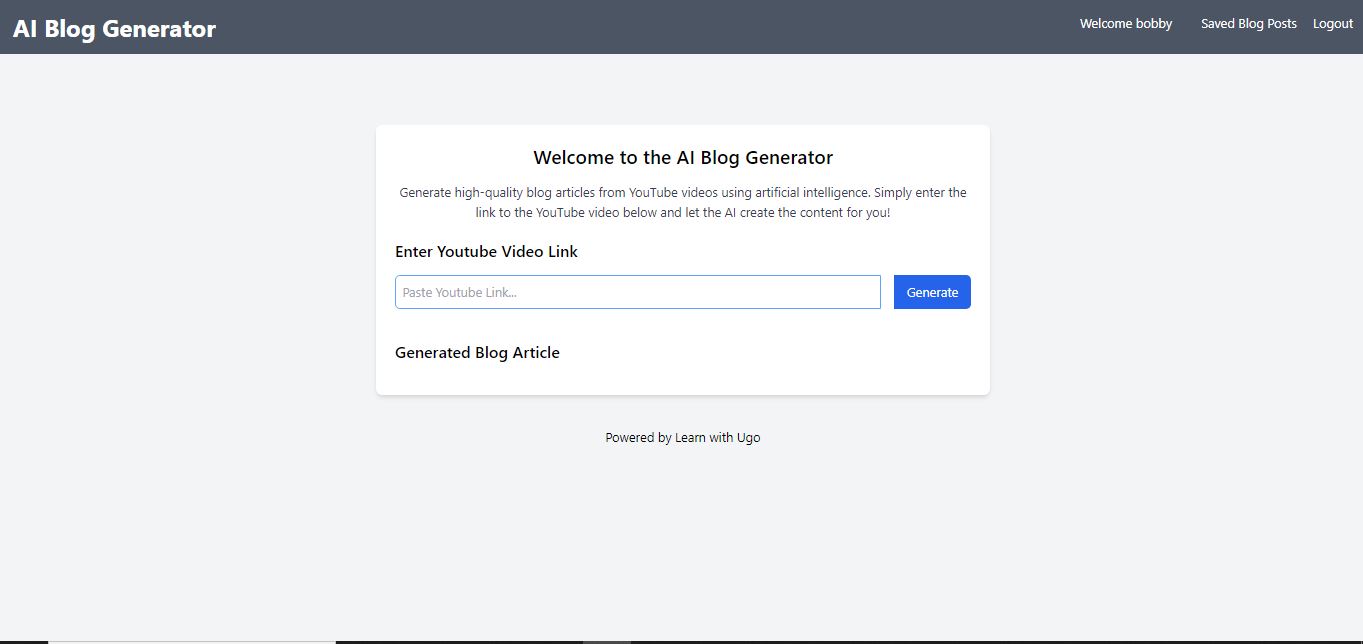 AI Blog Generator
Welcome bobby
Saved Blog Posts
Logout
Welcome to the AI Blog Generator
Generate high-quality blog articles from YouTube videos using artificial intelligence. Simply enter the
link to the YouTube video below and let the AI create the content for you!
Enter Youtube Video Link
Paste Youtube Link...
Generate
Generated Blog Article
Powered by Learn with Ugo